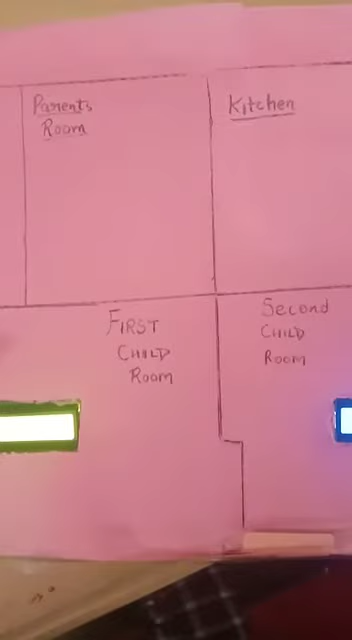 Parents
Room
Kitchen
FIRST
CHILD
Room
Second
CHILD
Room